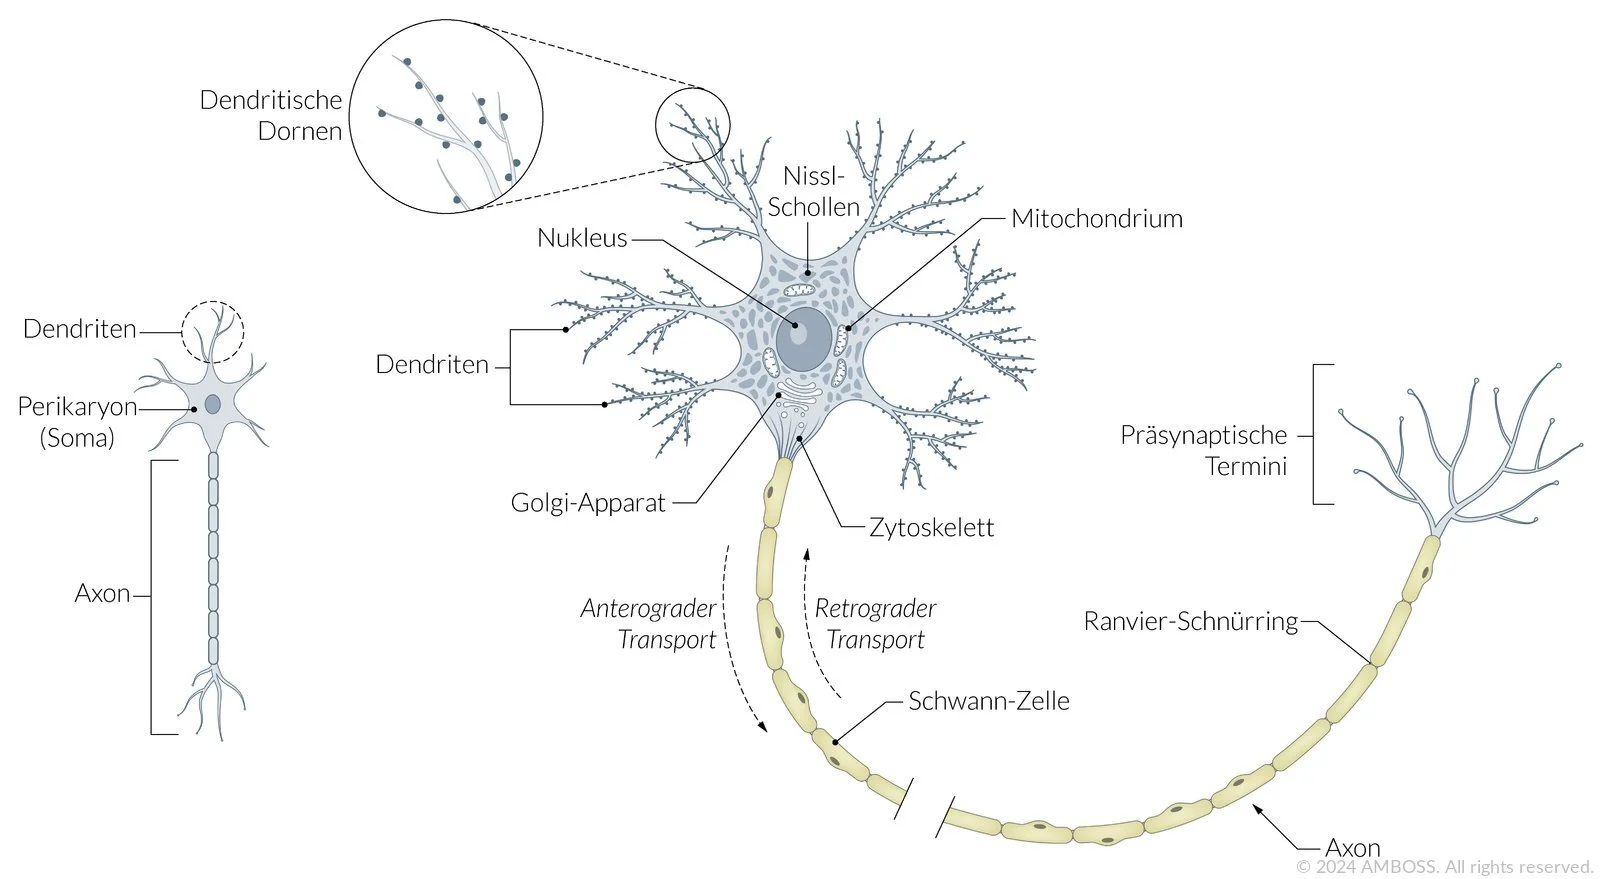 Dendritische
Dornen
Nissl-
Schollen
Mitochondrium
Nukleus
Dendriten
Dendriten
Perikaryon
(Soma)
Präsynaptische
Termini
Golgi-Apparat
Zytoskelett
Axon
Anterograder
Transport
Retrograder
Transport
Ranvier-Schnürring
Schwann-Zelle
Axon
© 2024 AMBOSS. All rights reserved.